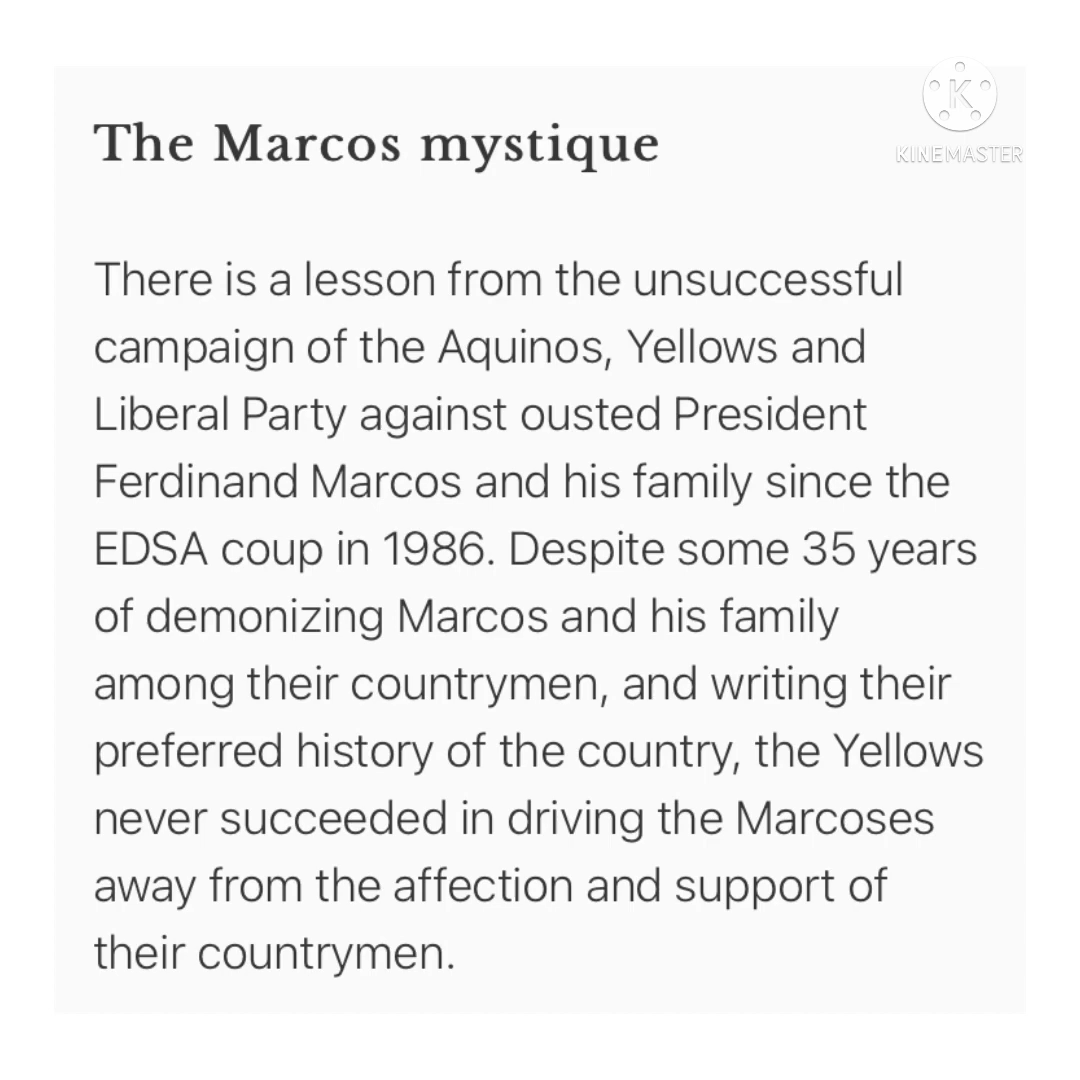 K
KINEMASTER
The Marcos mystique
There is a lesson from the unsuccessful
campaign of the Aquinos, Yellows and
Liberal Party against ousted President
Ferdinand Marcos and his family since the
EDSA coup in 1986. Despite some 35 years
of demonizing Marcos and his family
among their countrymen, and writing their
preferred history of the country, the Yellows
never succeeded in driving the Marcoses
away from the affection and support of
their countrymen.